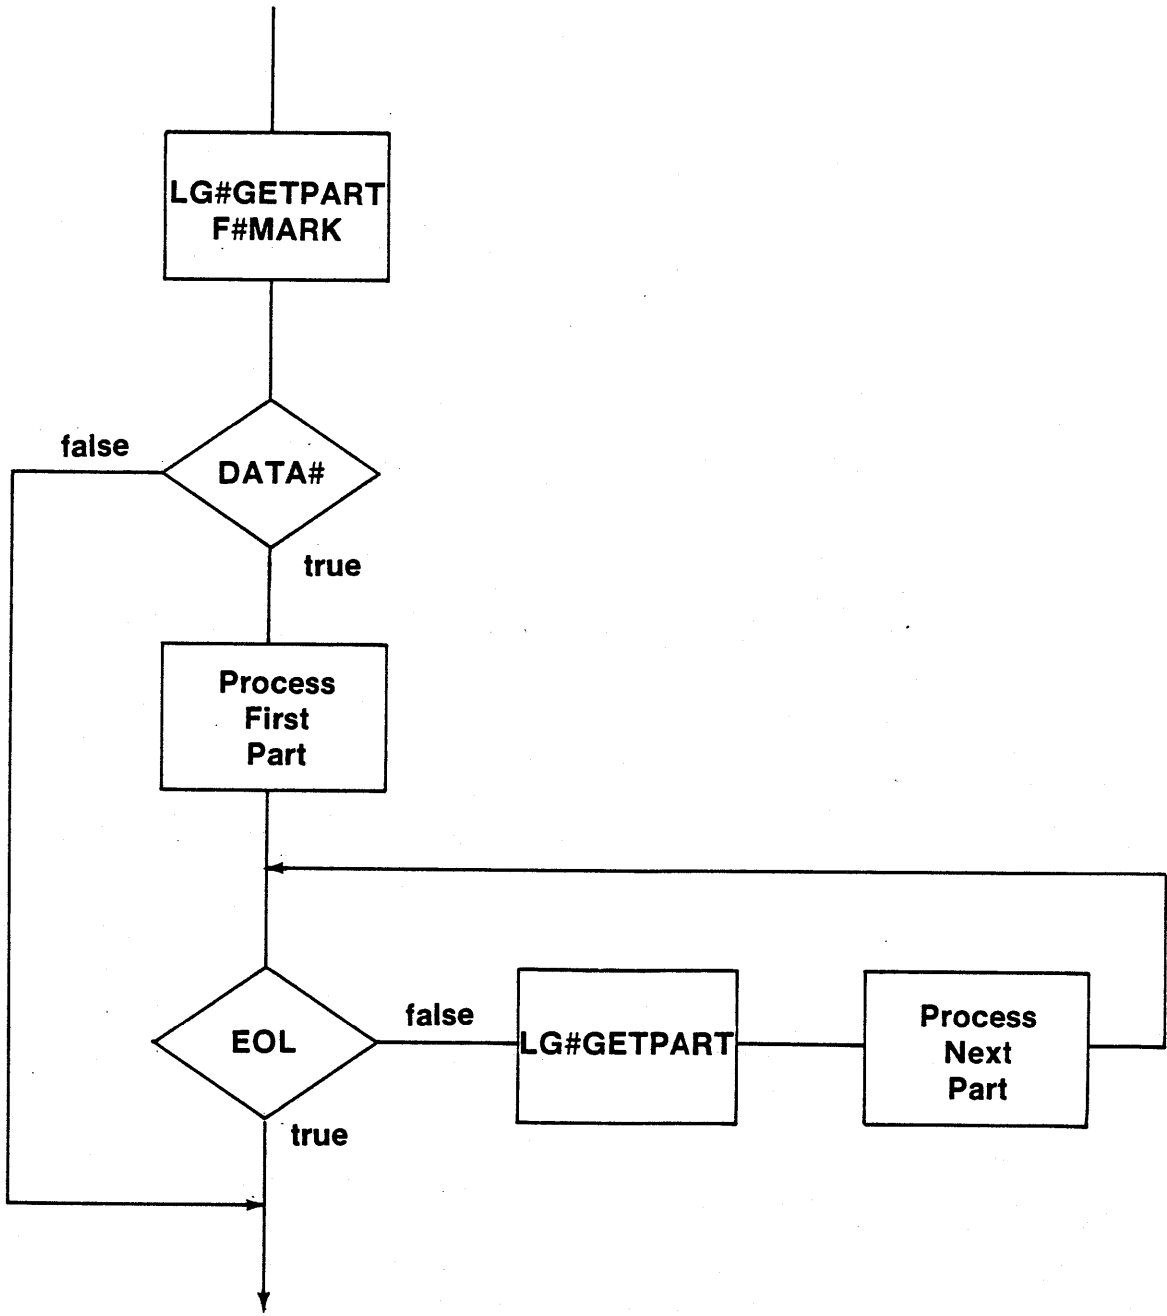 LG#GETPART
F#MARK
false
DATA#
true
Process
First
Part
EOL
false
LG#GETPART
Process
Next
Part
true